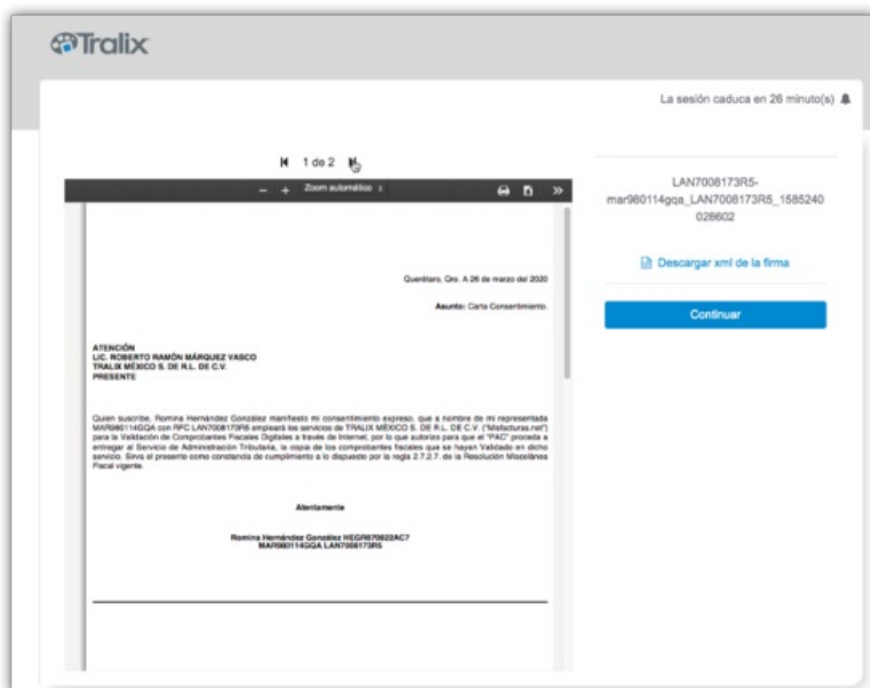 Tralix
La sesión caduca en 26 minuto(s)
1 de 2
Zoom automático
LAN7008173R5-
mar980114gqa_LAN7008173R5_1585240
028602
Descargar xml de la firma
Continuar
Querétaro, Qro. A 26 de marzo del 2020
Asunto: Carta Consentimiento.
ATENCIÓN
LIC. ROBERTO RAMÓN MÁRQUEZ VASCO
TRALIX MÉXICO S. DE R.L. DE C.V.
PRESENTE
Quien suscribe, Romina Hernández González manifiesto mi consentimiento expreso, que a nombre de mi representada
MAR980114GQA con RFC LAN7008173R5 empleará los servicios de TRALIX MÉXICO S. DE R.L. DE C.V. ("Misfacturas.net")
para la Validación de Comprobantes Fiscales Digitales a través de Internet, por lo que autoriza para que el "PAC" proceda a
entregar al Servicio de Administración Tributaria, la copia de los comprobantes fiscales que se hayan Validado en dicho
servicio. Sirva el presente como constancia de cumplimiento a lo dispuesto por la regla 2.7.2.7. de la Resolución Miscelánea
Fiscal vigente.
Atentamente
Romina Hernández González HEGR870822AC7
MAR980114GQA LAN7008173R5